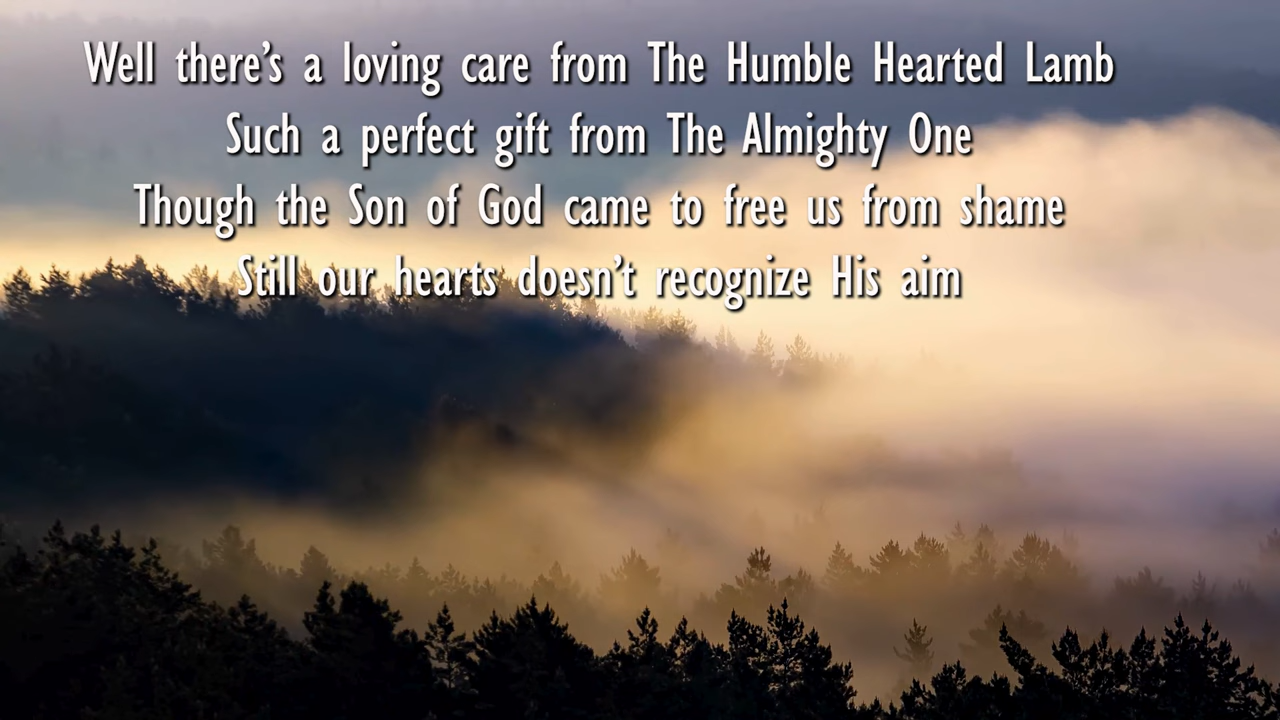 Well there's a loving care from The Humble Hearted Lamb
Such a perfect gift from The Almighty One
Though the Son of God came to free us from shame
Still our hearts doesn't recognize His aim